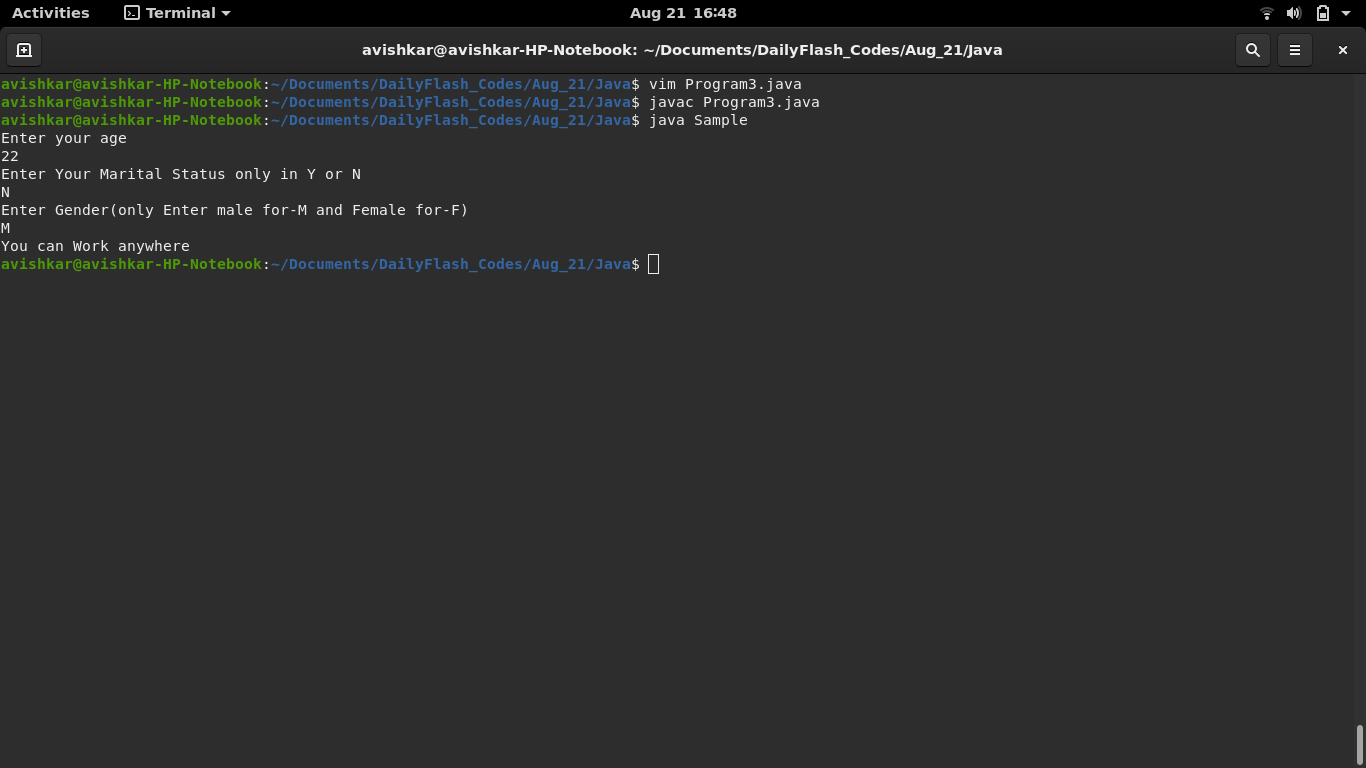 Activities Terminal Aug 21 16:48
avishkar@avishkar-HP-Notebook: ~/Documents/DailyFlash_Codes/Aug_21/Java
avishkar@avishkar-HP-Notebook:~/Documents/DailyFlash_Codes/Aug_21/Java$ vim Program3.java
avishkar@avishkar-HP-Notebook:~/Documents/DailyFlash_Codes/Aug_21/Java$ javac Program3.java
avishkar@avishkar-HP-Notebook:~/Documents/DailyFlash_Codes/Aug_21/Java$ java Sample
Enter your age
22
Enter Your Marital Status only in Y or N
N
Enter Gender(only Enter male for-M and Female for-F)
M
You can Work anywhere
avishkar@avishkar-HP-Notebook:~/Documents/DailyFlash_Codes/Aug_21/Java$